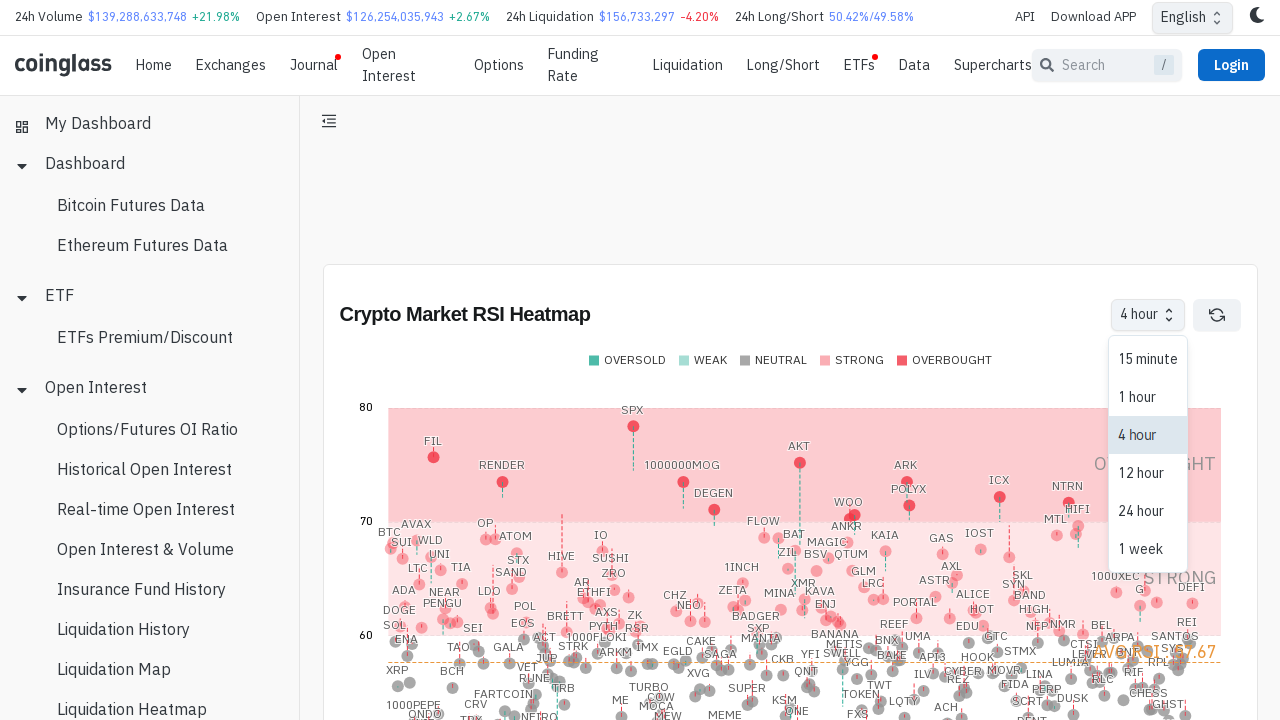 24h Volume $139,288,633,748 +21.98% Open Interest $126,254,035,943 +2.67% 24h Liquidation $156,733,297 -4.20% 24h Long/Short 50.42%/49.58% API Download APP English
coinglass Home Exchanges Journal Open Interest Options Funding Rate Liquidation Long/Short ETFs Data Supercharts Search / Login
My Dashboard
Dashboard
Bitcoin Futures Data
Ethereum Futures Data
ETF
ETFs Premium/Discount
Open Interest
Options/Futures OI Ratio
Historical Open Interest
Real-time Open Interest
Open Interest & Volume
Insurance Fund History
Liquidation History
Liquidation Map
Liquidation Heatmap
Crypto Market RSI Heatmap
4 hour
15 minute
1 hour
4 hour
12 hour
24 hour
1 week
OVERSOLD WEAK NEUTRAL STRONG OVERBOUGHT
80
SPX
FIL
AKT
RENDER 1000000MOG ARK
ICX
DEGEN POLYX NTRN
WOO HIFI
70
BTC AVAX OP FLOW ANKR MTL
SUI WLD ATOM IO BAT MAGIC KAIA GAS IOST
UNI STX HIVE SUSHI ZIL BSV QTUM
LTC TIA SAND ZRO 1INCH GLM AXL SKL 1000XEC STRONG
ADA NEAR AR ETHFI CHZ ZETA MINA XMR KAVA LRC ASTR SYN G DEFI
DOGE PENGU POL BRETT AXS ZK NEO BADGER ENJ PORTAL ALICE HOT BAND HIGH
60
SOL SEI EOS PYTH RSR SXP BANANA REEF EDU NFP NMR BEL REI
ENA TAO GALA ACT 1000FLOKI IMX CAKE MANTA METIS BNX UMA GTC STMX CTSI ARPA SANTOS
JUP STRK ARKM EGLD SAGA CKB YFI SWELL YGG BAKE API3 HOOK LEVER SYS
XRP BCH VET RUNE XVG QNT ILV CYBER REZ MOVR LINA LUMIA RLC RIF RPL
FARTCOIN TRB TURBO SUPER TWT FIDA PERP CHESS
1000PEPE CRV ME COW MOCA KSM TOKEN LQTY SCRT DUSK GHST
ONDO MEW MEME ONE FXS ACH